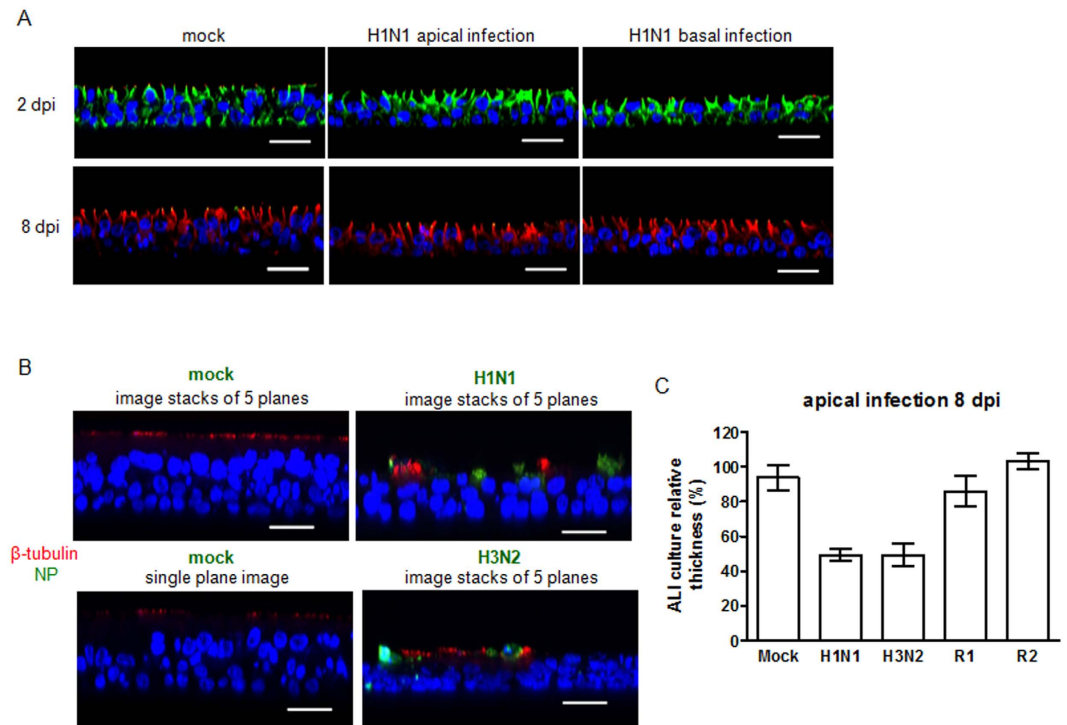 A
mock
H1N1 apical infection
H1N1 basal infection
2 dpi
8 dpi
B
mock
image stacks of 5 planes
H1N1
image stacks of 5 planes
β-tubulin
NP
mock
single plane image
H3N2
image stacks of 5 planes
C
apical infection 8 dpi
ALI culture relative
thickness (%)
120
100
80
60
40
20
0
Mock H1N1 H3N2 R1 R2